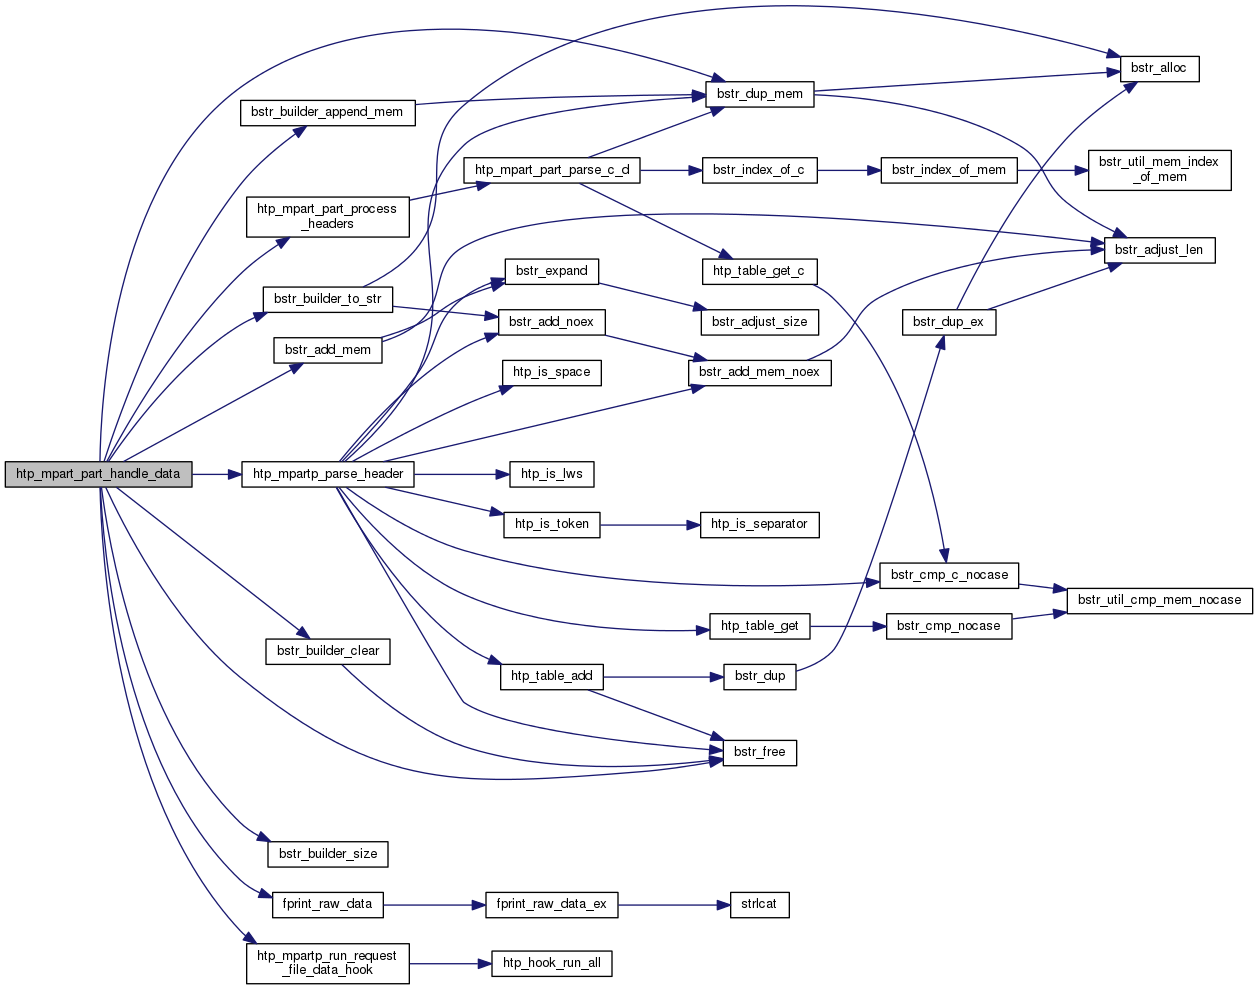 bstr_alloc
bstr_dup_mem
bstr_builder_append_mem
htp_mpart_part_parse_c_d
bstr_index_of_c
bstr_index_of_mem
bstr_util_mem_index
_of_mem
htp_mpart_part_process
_headers
bstr_adjust_len
bstr_expand
htp_table_get_c
bstr_builder_to_str
bstr_add_noex
bstr_adjust_size
bstr_dup_ex
bstr_add_mem
htp_is_space
bstr_add_mem_noex
htp_mpart_part_handle_data
htp_mpartp_parse_header
htp_is_lws
htp_is_token
htp_is_separator
bstr_cmp_c_nocase
bstr_util_cmp_mem_nocase
htp_table_get
bstr_cmp_nocase
bstr_builder_clear
htp_table_add
bstr_dup
bstr_free
bstr_builder_size
fprint_raw_data
fprint_raw_data_ex
strlcat
htp_mpartp_run_request
_file_data_hook
htp_hook_run_all